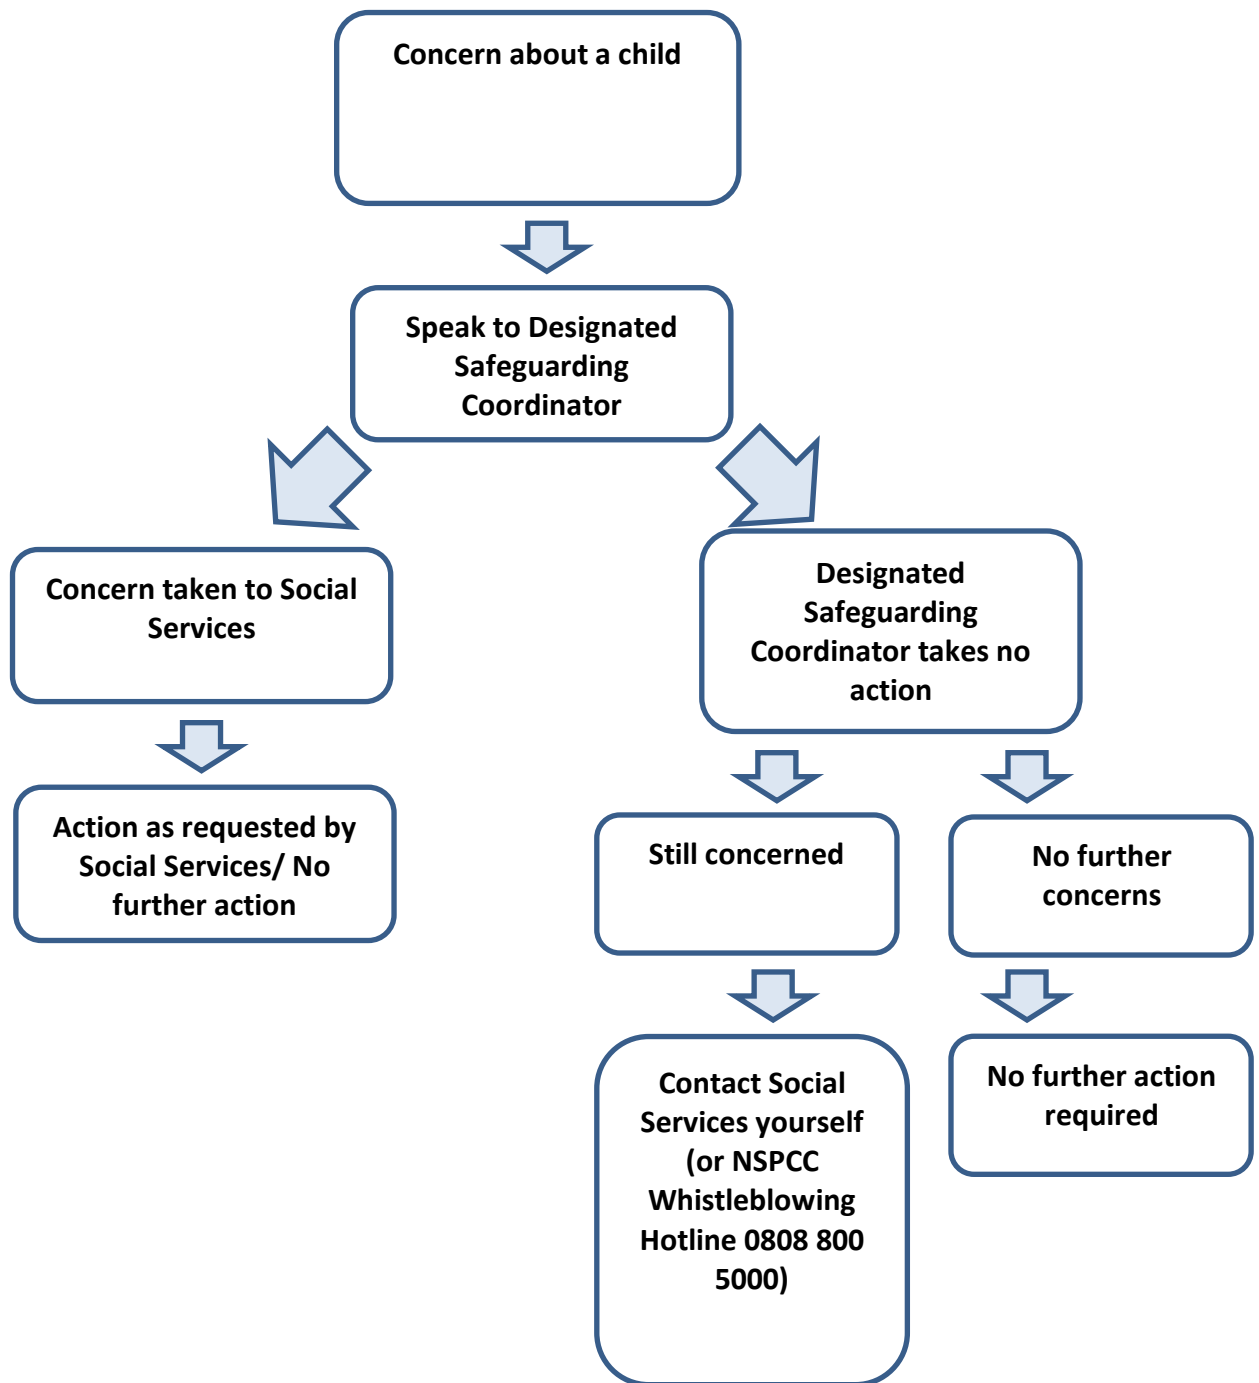 Concern about a child
Speak to Designated
Safeguarding
Coordinator
Concern taken to Social
Services
Action as requested by
Social Services/ No
further action
Designated
Safeguarding
Coordinator takes no
action
Still concerned
No further
concerns
Contact Social
Services yourself
(or NSPCC
Whistleblowing
Hotline 0808 800
5000)
No further action
required